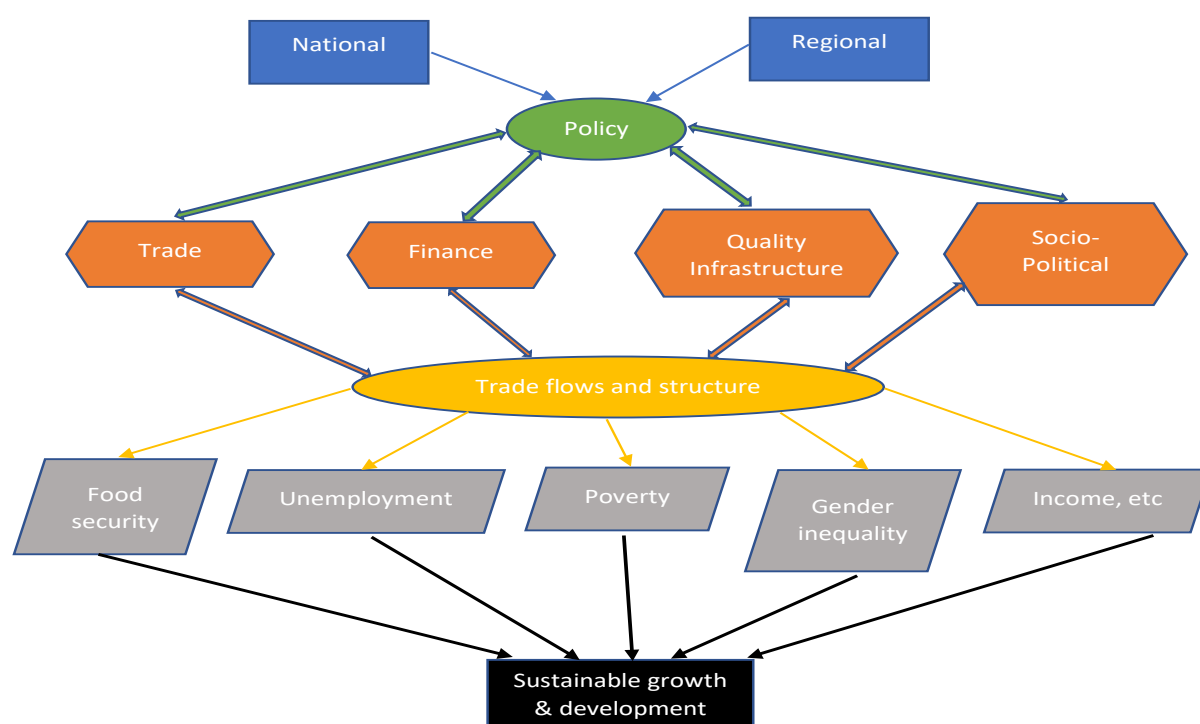 National
Regional
Policy
Trade
Finance
Quality
Infrastructure
Socio-
Political
Trade flows and structure
Food
security
Unemployment
Poverty
Gender
inequality
Income, etc
Sustainable growth
& development